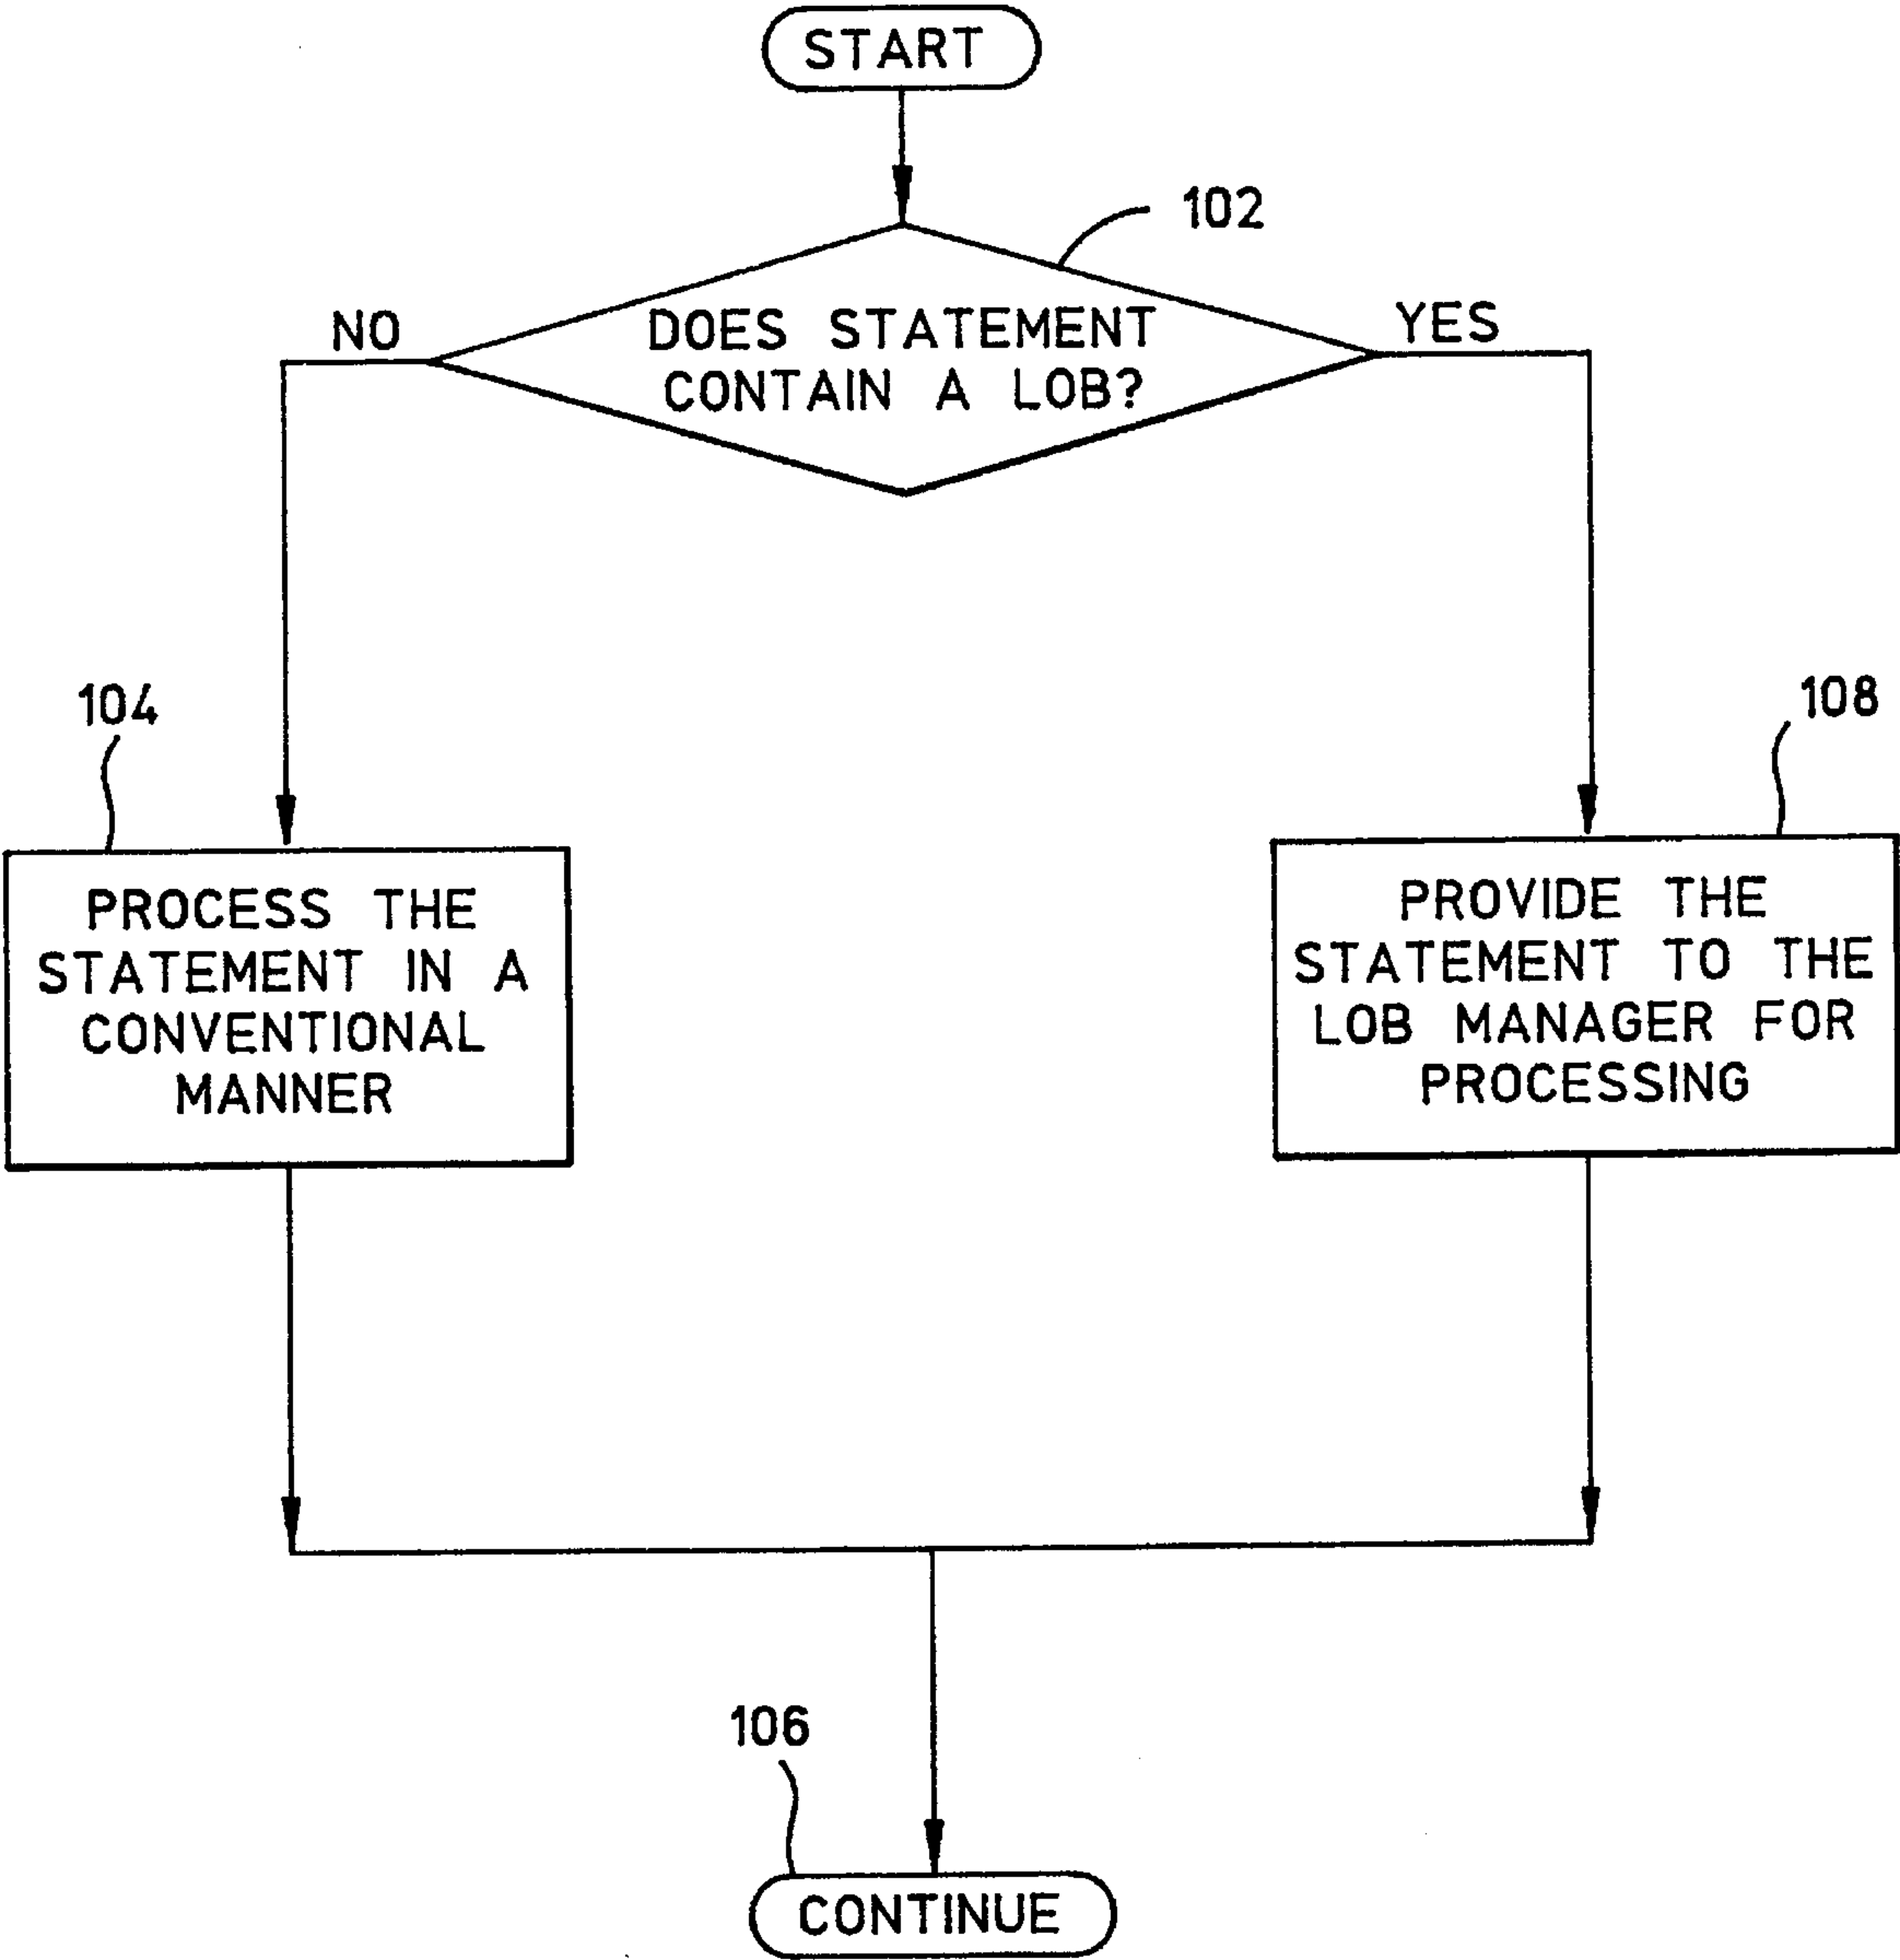 START
102
NO
DOES STATEMENT
CONTAIN A LOB?
YES
104
PROCESS THE
STATEMENT IN A
CONVENTIONAL
MANNER
108
PROVIDE THE
STATEMENT TO THE
LOB MANAGER FOR
PROCESSING
106
CONTINUE